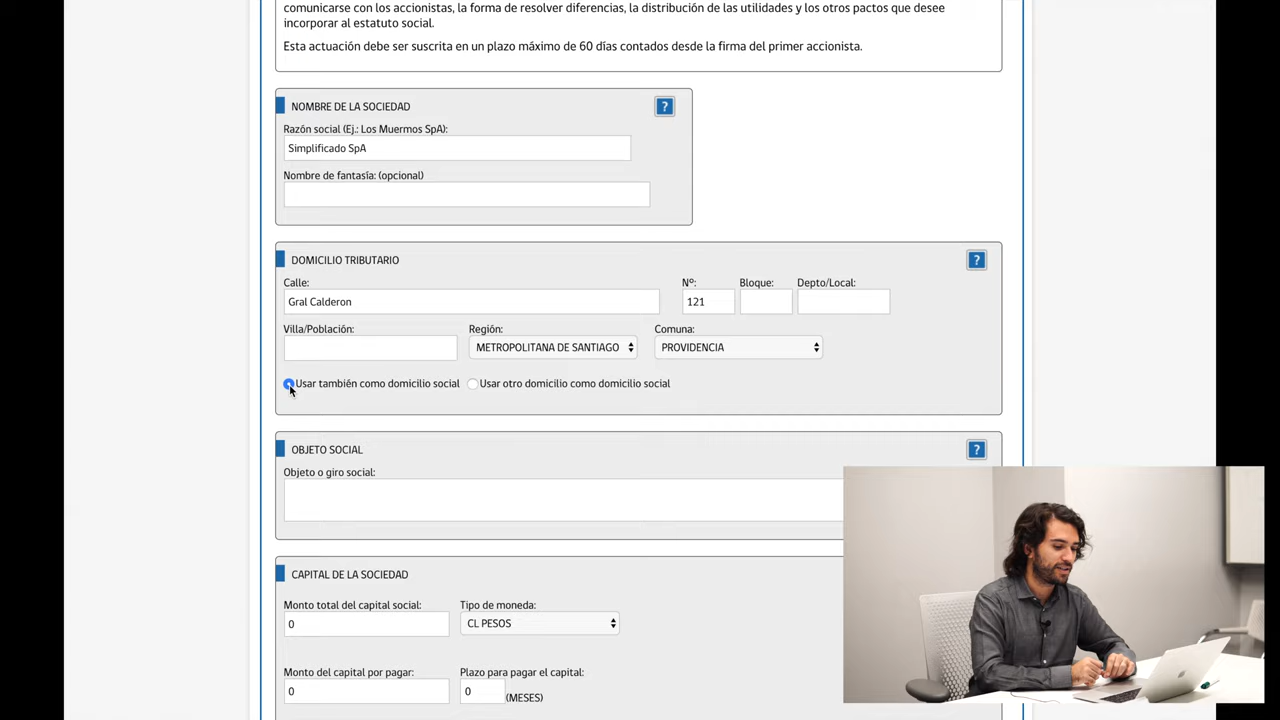 comunicarse con los accionistas, la forma de resolver diferencias, la distribución de las utilidades y los otros pactos que desee
incorporar al estatuto social.
Esta actuación debe ser suscrita en un plazo máximo de 60 días contados desde la firma del primer accionista.
NOMBRE DE LA SOCIEDAD ?
Razón social (Ej.: Los Muermos SpA):
Simplificado SpA
Nombre de fantasía: (opcional)
DOMICILIO TRIBUTARIO ?
Calle: Nº: Bloque: Depto/Local:
Gral Calderon 121
Villa/Población: Región: Comuna:
METROPOLITANA DE SANTIAGO PROVIDENCIA
Usar también como domicilio social Usar otro domicilio como domicilio social
OBJETO SOCIAL ?
Objeto o giro social:
CAPITAL DE LA SOCIEDAD
Monto total del capital social: Tipo de moneda:
0 CL PESOS
Monto del capital por pagar: Plazo para pagar el capital:
0 0 (MESES)